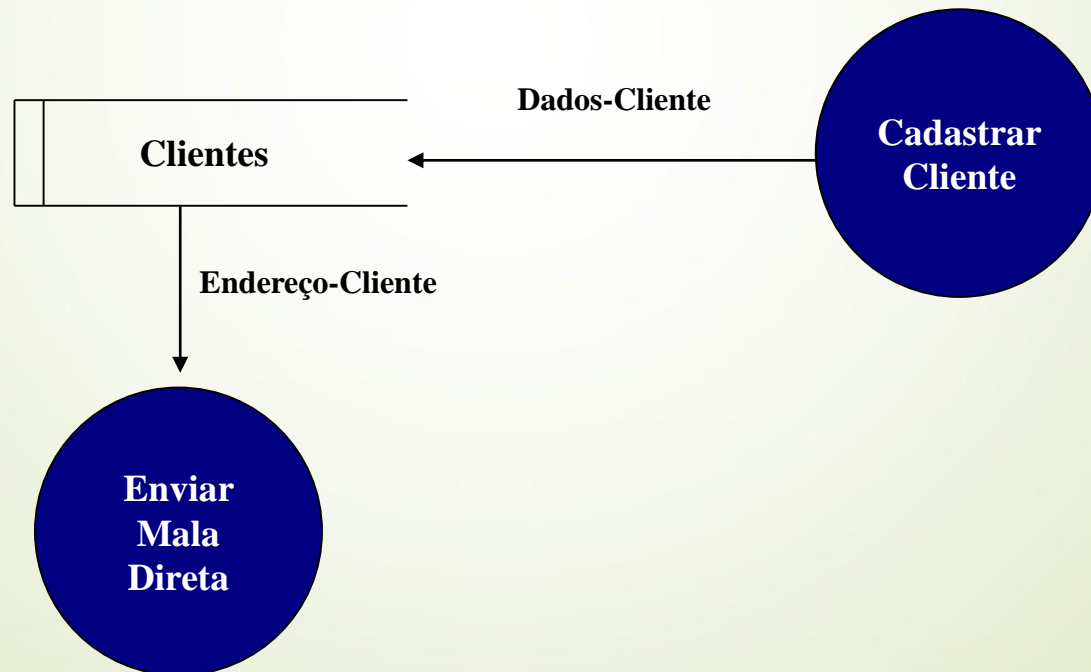 Dados-Cliente
Cadastrar
Cliente
Clientes
Endereço-Cliente
Enviar
Mala
Direta